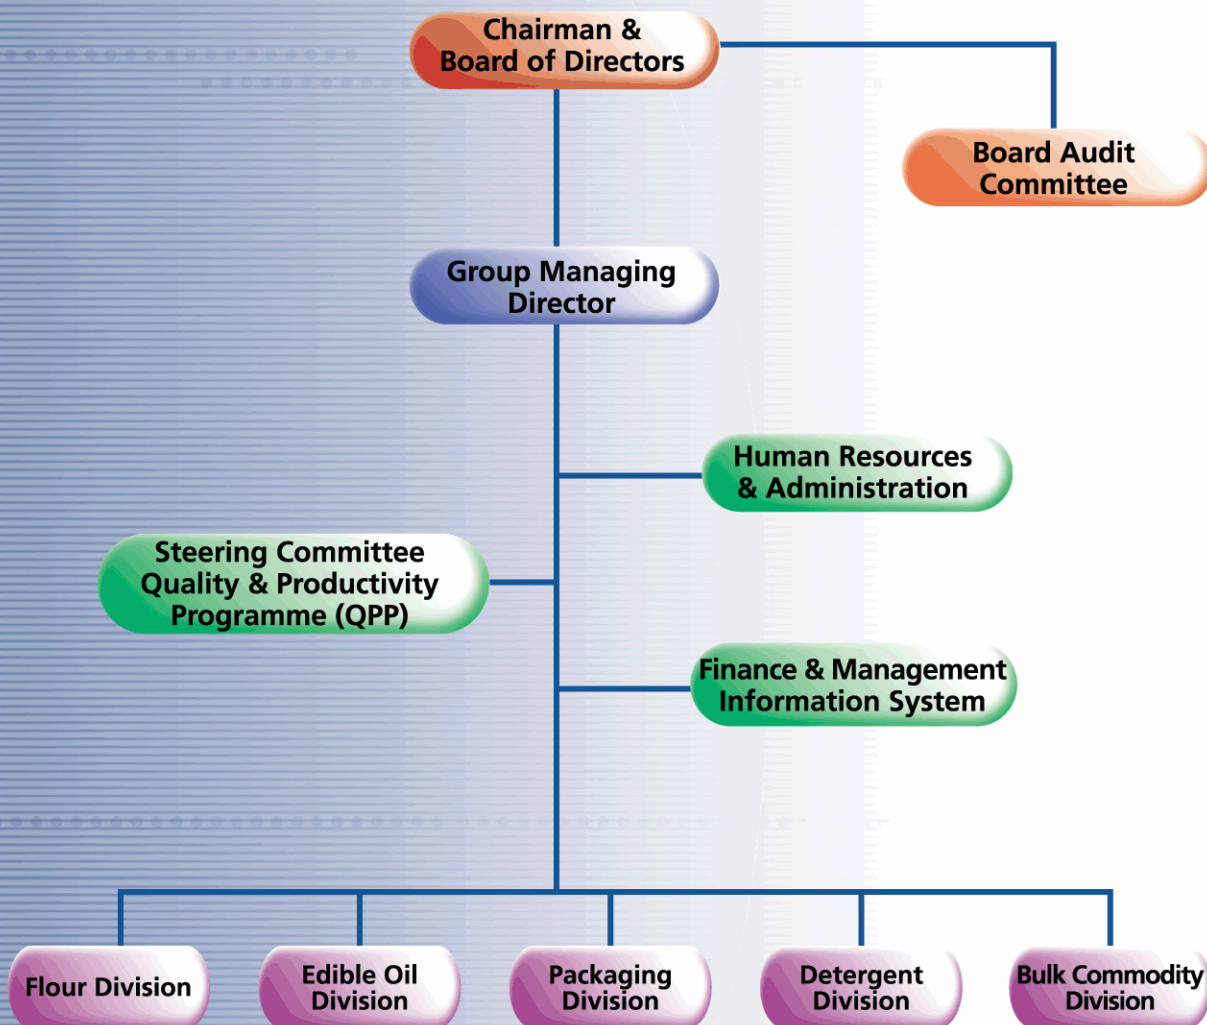 Chairman &
Board of Directors
Board Audit
Committee
Group Managing
Director
Human Resources
& Administration
Steering Committee
Quality & Productivity
Programme (QPP)
Finance & Management
Information System
Flour Division
Edible Oil
Division
Packaging
Division
Detergent
Division
Bulk Commodity
Division